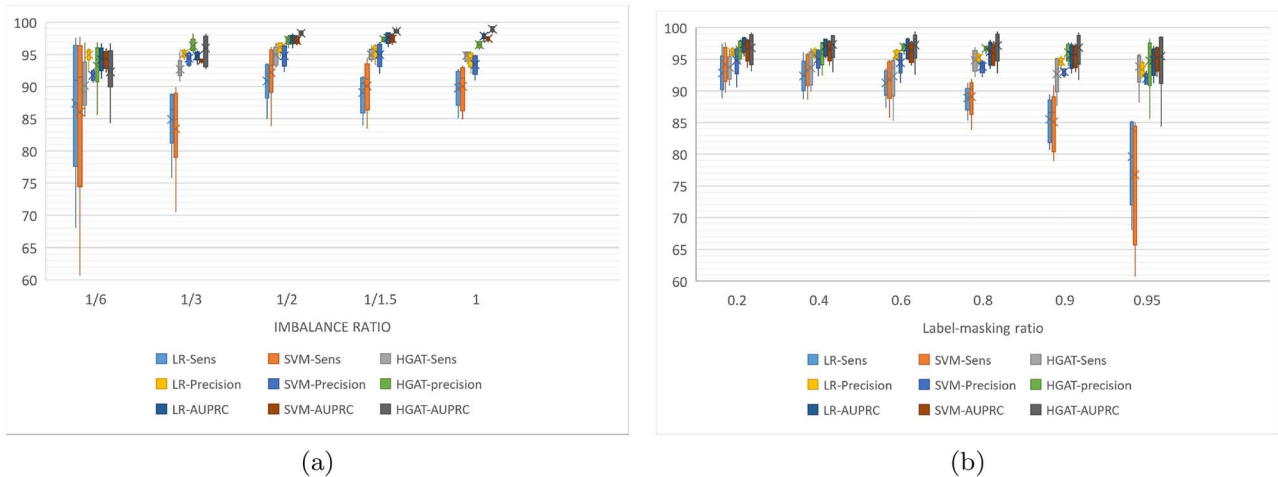 100
95
90
85
80
75
70
65
60
1/6 1/3 1/2 1/1.5 1
IMBALANCE RATIO
LR-Sens SVM-Sens HGAT-Sens
LR-Precision SVM-Precision HGAT-precision
LR-AUPRC SVM-AUPRC HGAT-AUPRC
(a)
100
95
90
85
80
75
70
65
60
0.2 0.4 0.6 0.8 0.9 0.95
Label-masking ratio
LR-Sens SVM-Sens HGAT-Sens
LR-Precision SVM-Precision HGAT-precision
LR-AUPRC SVM-AUPRC HGAT-AUPRC
(b)